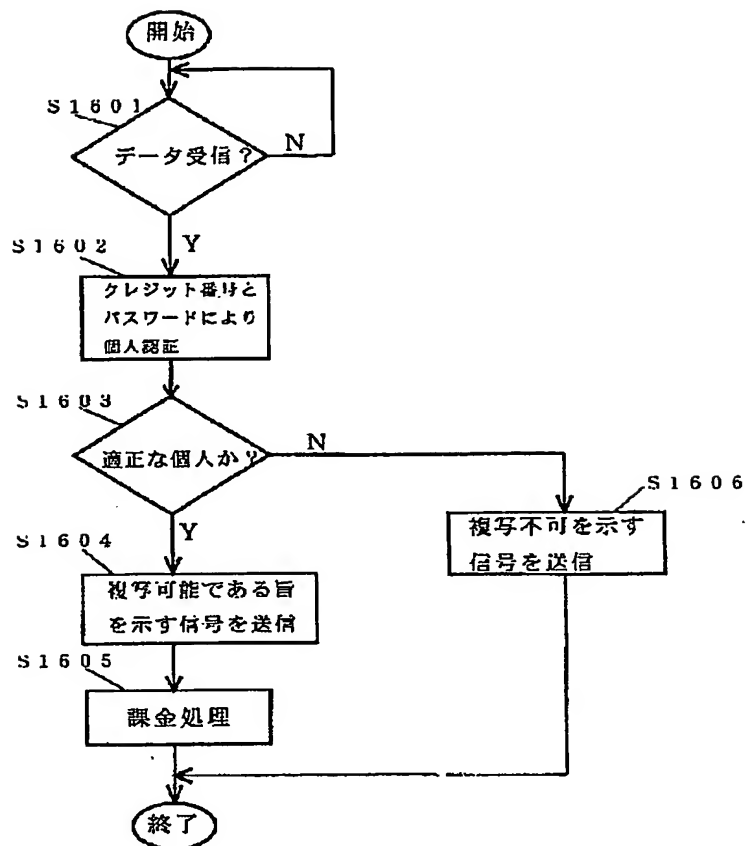 開始
S1601
データ受信?
N
Y
S1602
クレジット番号と
パスワードにより
個人認証
S1603
適正な個人か?
N
Y
S1606
複写不可を示す
信号を送信
S1604
複写可能である旨
を示す信号を送信
S1605
課金処理
終了